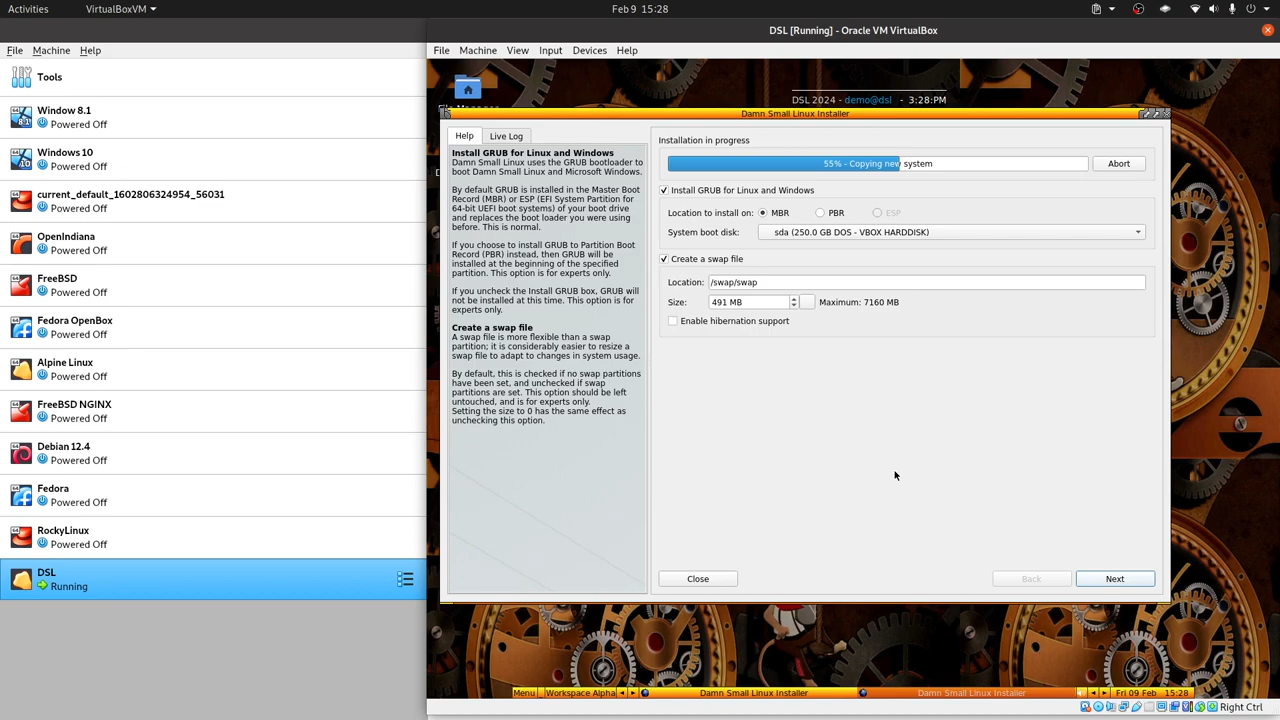 Activities
VirtualBoxVM
Feb 9 15:28
DSL [Running] - Oracle VM VirtualBox
File Machine Help
File Machine View Input Devices Help
Tools
Window 8.1
Powered Off
Windows 10
Powered Off
current_default_1602806324954_56031
Powered Off
OpenIndiana
Powered Off
FreeBSD
Powered Off
Fedora OpenBox
Powered Off
Alpine Linux
Powered Off
FreeBSD NGINX
Powered Off
Debian 12.4
Powered Off
Fedora
Powered Off
RockyLinux
Powered Off
DSL
Running
DSL 2024 - demo@dsl - 3:28:PM
Damn Small Linux Installer
Help Live Log
Install GRUB for Linux and Windows
Damn Small Linux uses the GRUB bootloader to
boot Damn Small Linux and Microsoft Windows.
By default GRUB is installed in the Master Boot
Record (MBR) or ESP (EFI System Partition for
64-bit UEFI boot systems) of your boot drive
and replaces the boot loader you were using
before. This is normal.
If you choose to install GRUB to Partition Boot
Record (PBR) instead, then GRUB will be
installed at the beginning of the specified
partition. This option is for experts only.
If you uncheck the Install GRUB box, GRUB will
not be installed at this time. This option is for
experts only.
Create a swap file
A swap file is more flexible than a swap
partition; it is considerably easier to resize a
swap file to adapt to changes in system usage.
By default, this is checked if no swap partitions
have been set, and unchecked if swap
partitions are set. This option should be left
untouched, and is for experts only.
Setting the size to 0 has the same effect as
unchecking this option.
Installation in progress
55% - Copying new system
Abort
Install GRUB for Linux and Windows
Location to install on: MBR PBR ESP
System boot disk: sda (250.0 GB DOS - VBOX HARDDISK)
Create a swap file
Location: /swap/swap
Size: 491 MB Maximum: 7160 MB
Enable hibernation support
Close Back Next
Menu Workspace Alpha Damn Small Linux Installer Damn Small Linux Installer Fri 09 Feb 15:28
Right Ctrl